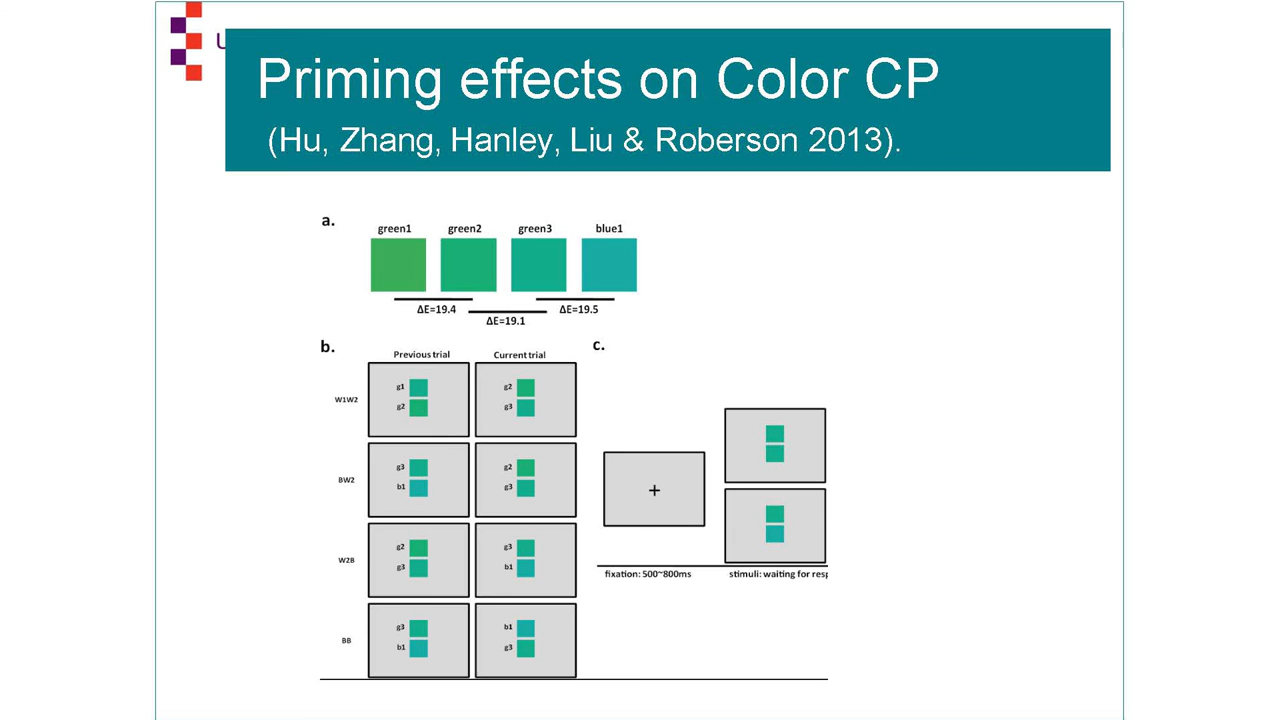 U
Priming effects on Color CP
(Hu, Zhang, Hanley, Liu & Roberson 2013).
a.
green1 green2 green3 blue1
ΔE=19.4 ΔE=19.5
ΔE=19.1
b.
c.
Previous trial Current trial
W1W2
g1 g2
g2 g3
BW2
g3 g2
b1 g3
W2B
g2 g3
g3 b1
BB
g3 b1
b1 g3
+
fixation: 500~800ms stimuli: waiting for resp